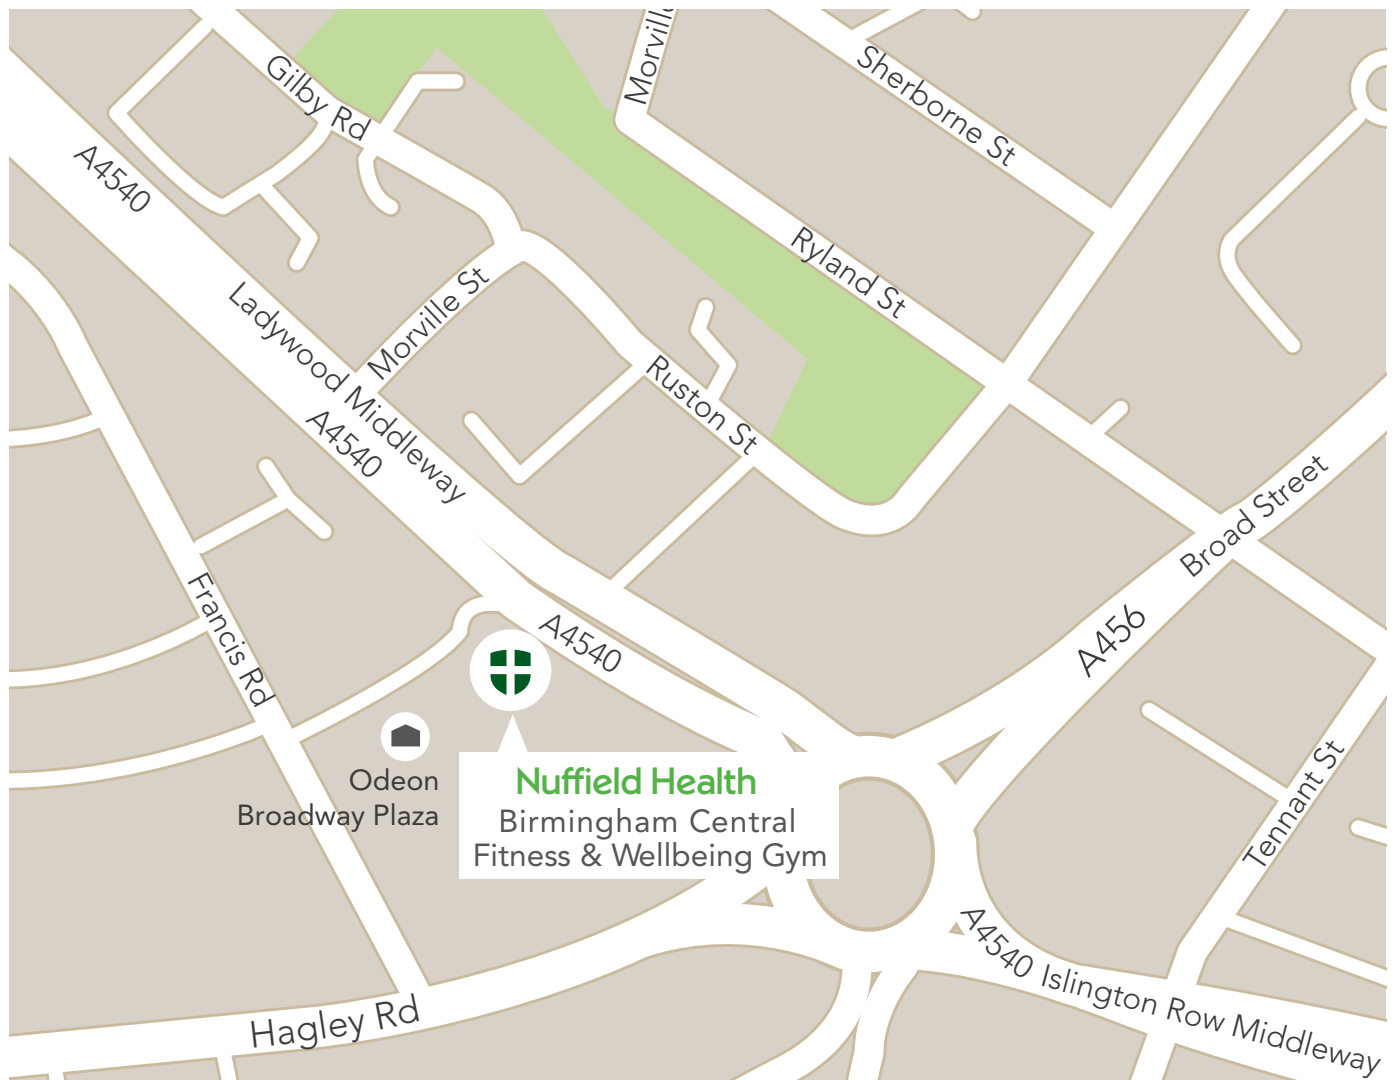 Morville
Sherborne St
Gilby Rd
A4540
Ryland St
Morville St
Ladywood Middleway
Ruston St
A4540
Broad Street
A456
Francis Rd
A4540
Odeon
Broadway Plaza
Nuffield Health
Birmingham Central
Fitness & Wellbeing Gym
Tennant St
A4540 Islington Row Middleway
Hagley Rd